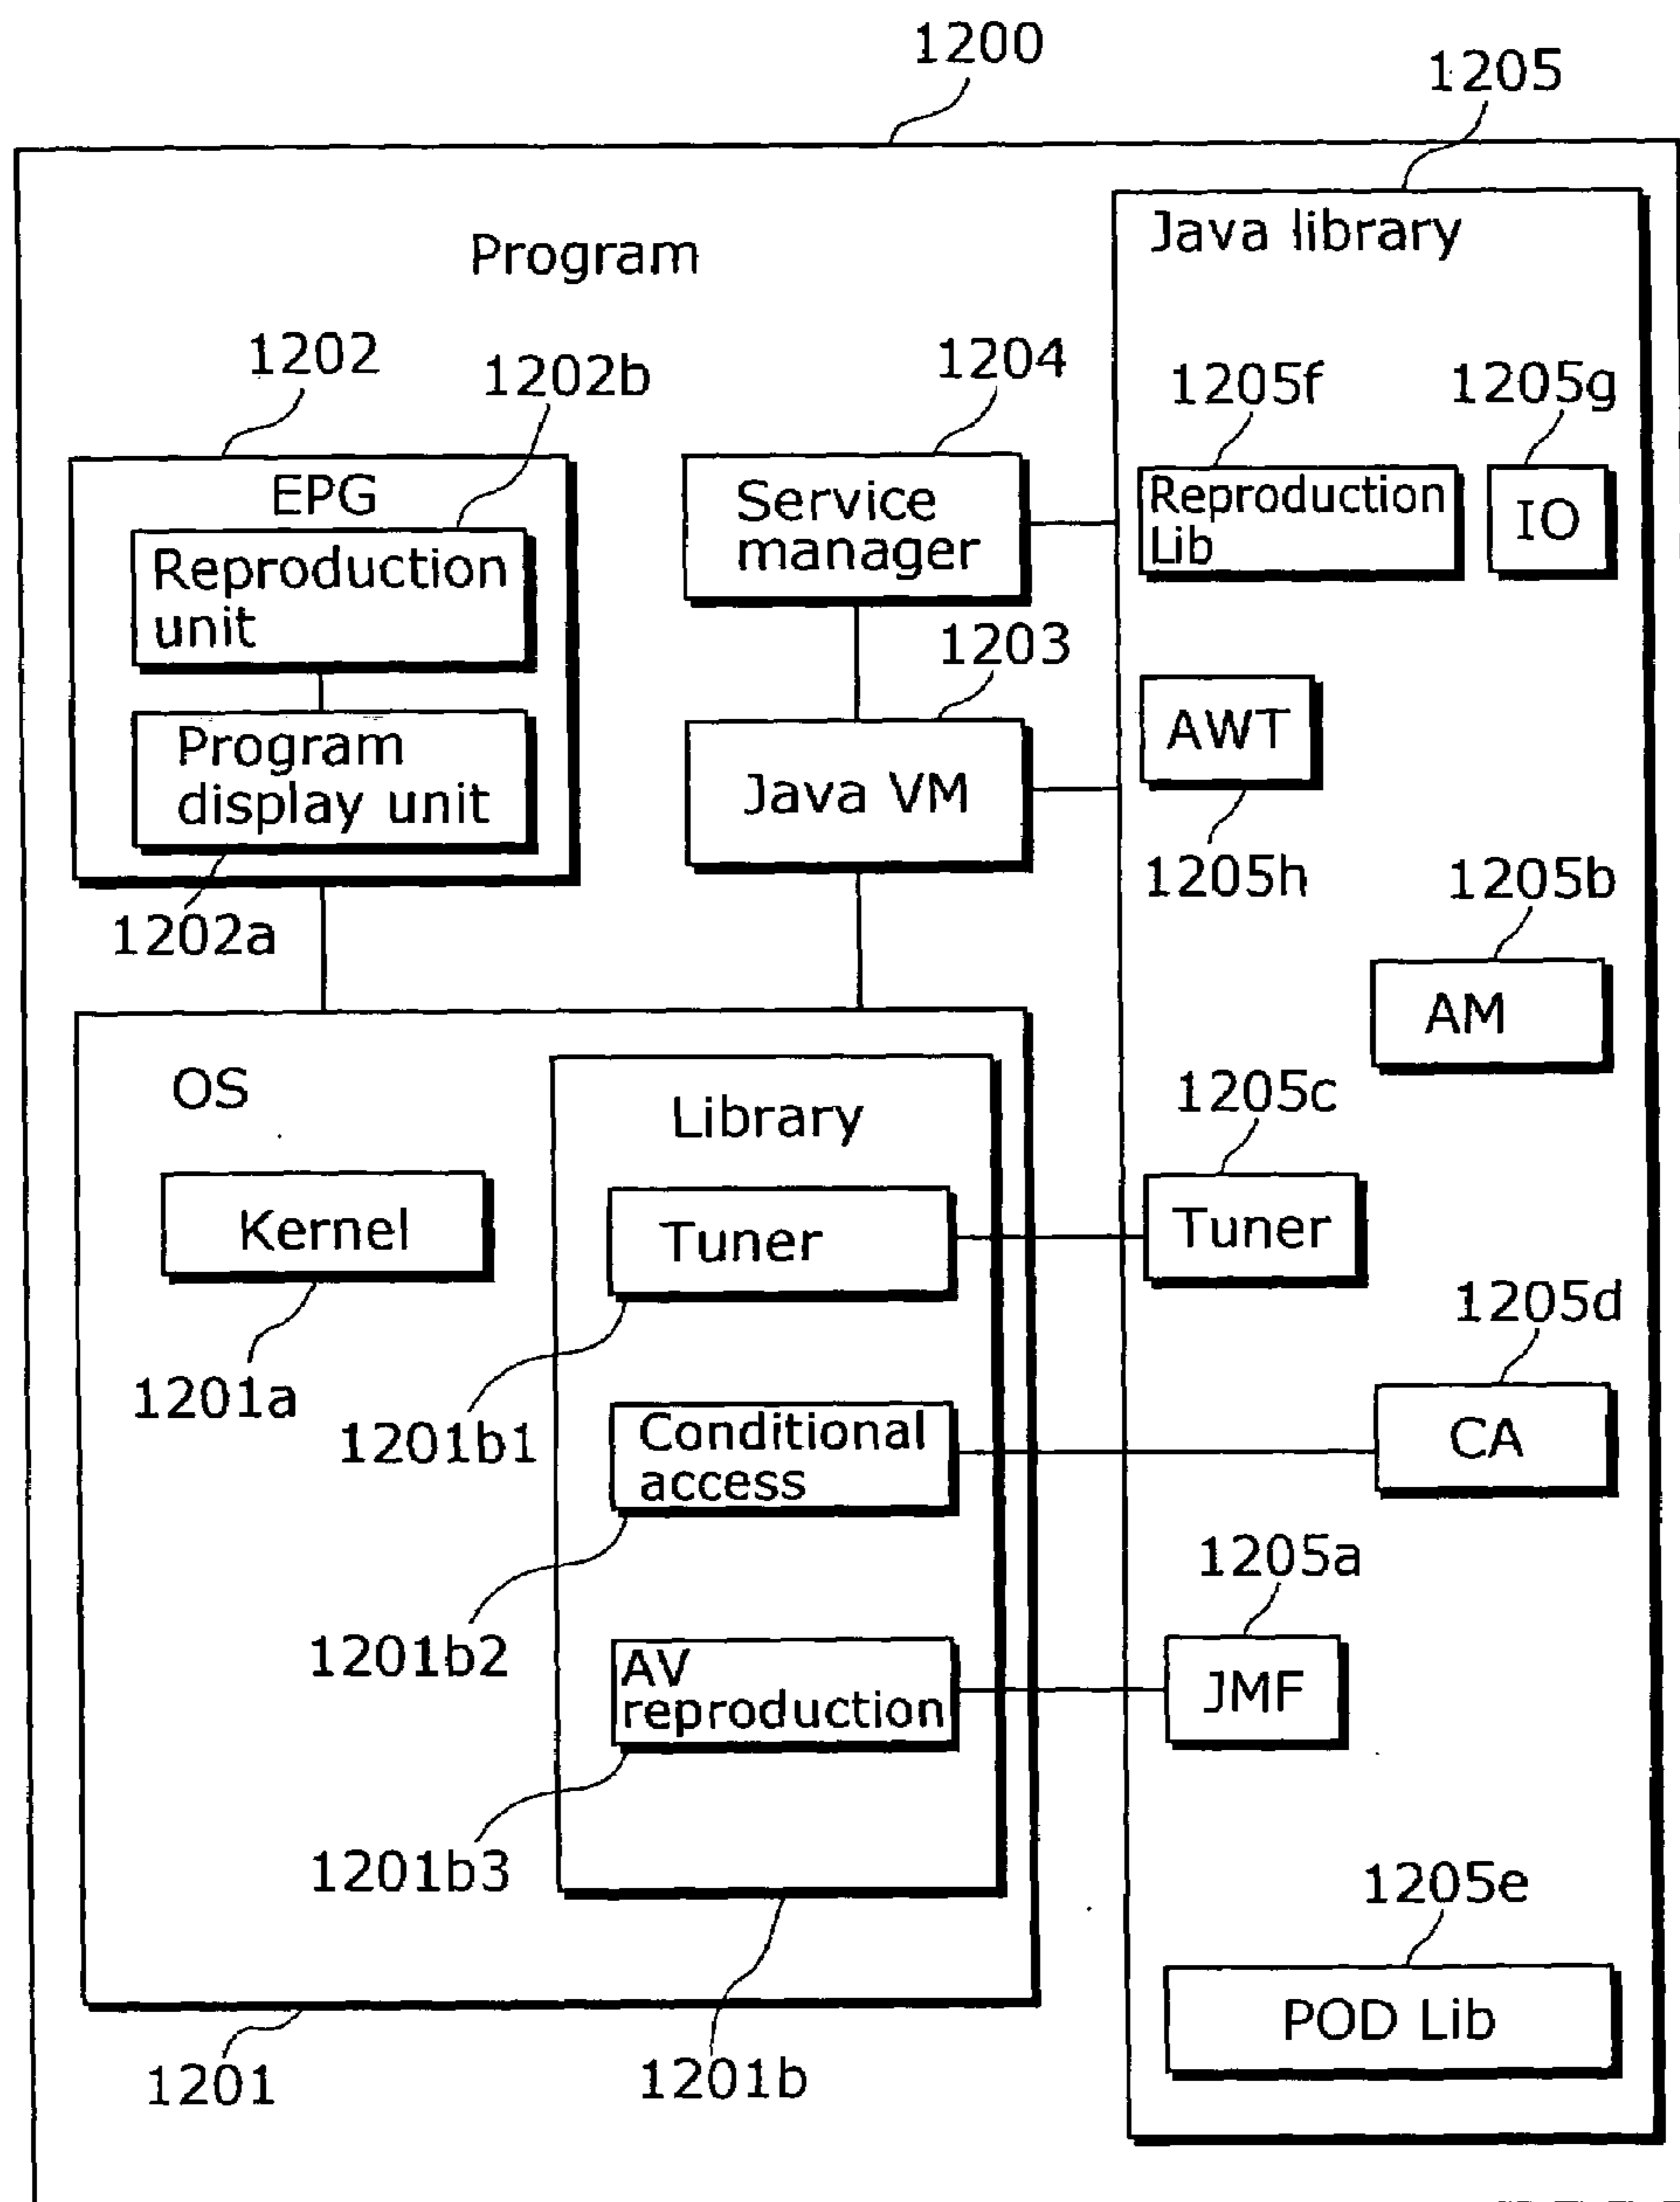 1200
1205
Java library
Program
1202
1202b
1204
1205f
1205g
EPG
Reproduction
unit
Service
manager
Reproduction
Lib
IO
1203
Program
display unit
Java VM
AWT
1202a
1205h
1205b
AM
OS
Library
1205c
Kernel
Tuner
Tuner
1201a
1201b1
1205d
Conditional
access
CA
1201b2
1205a
AV
reproduction
JMF
1201b3
1205e
POD Lib
1201
1201b